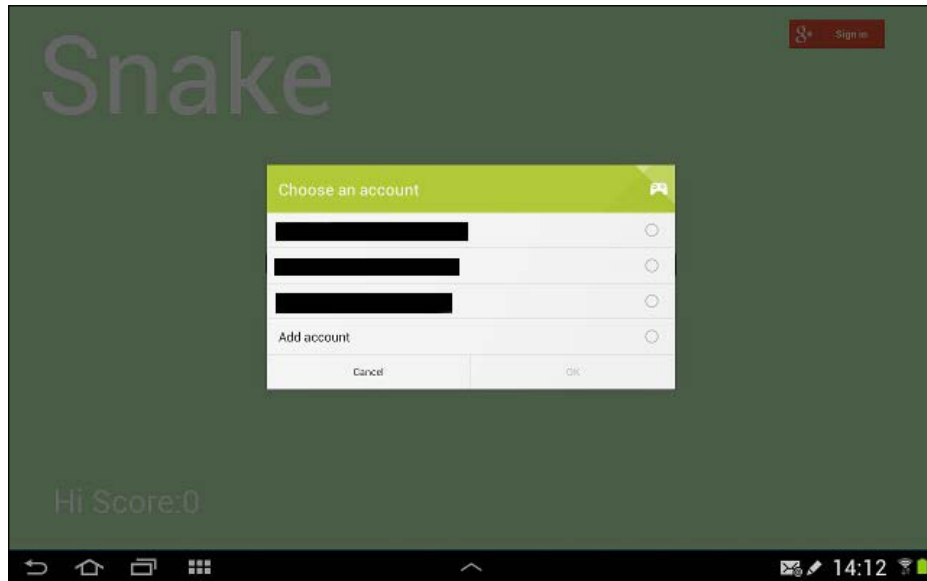 Snake
g+ Sign in
Choose an account
Add account
Cancel OK
Hi Score:0
14:12